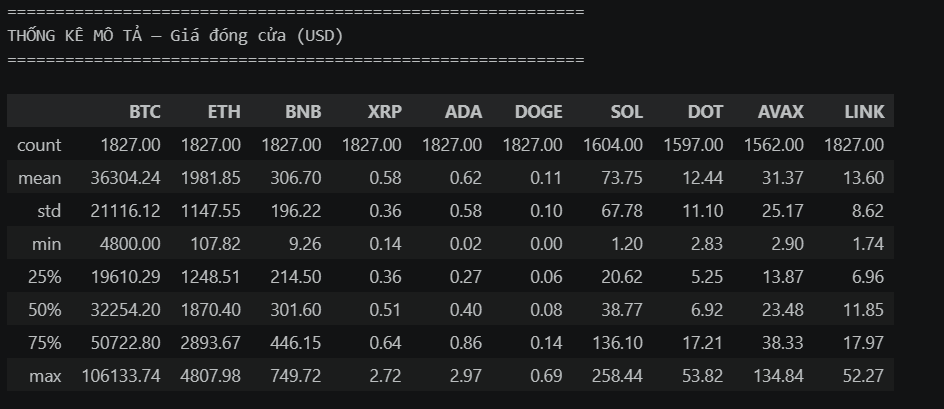 ============================================================
THỐNG KÊ MÔ TẢ — Giá đóng cửa (USD)
============================================================
BTC ETH BNB XRP ADA DOGE SOL DOT AVAX LINK
count 1827.00 1827.00 1827.00 1827.00 1827.00 1827.00 1604.00 1597.00 1562.00 1827.00
mean 36304.24 1981.85 306.70 0.58 0.62 0.11 73.75 12.44 31.37 13.60
std 21116.12 1147.55 196.22 0.36 0.58 0.10 67.78 11.10 25.17 8.62
min 4800.00 107.82 9.26 0.14 0.02 0.00 1.20 2.83 2.90 1.74
25% 19610.29 1248.51 214.50 0.36 0.27 0.06 20.62 5.25 13.87 6.96
50% 32254.20 1870.40 301.60 0.51 0.40 0.08 38.77 6.92 23.48 11.85
75% 50722.80 2893.67 446.15 0.64 0.86 0.14 136.10 17.21 38.33 17.97
max 106133.74 4807.98 749.72 2.72 2.97 0.69 258.44 53.82 134.84 52.27